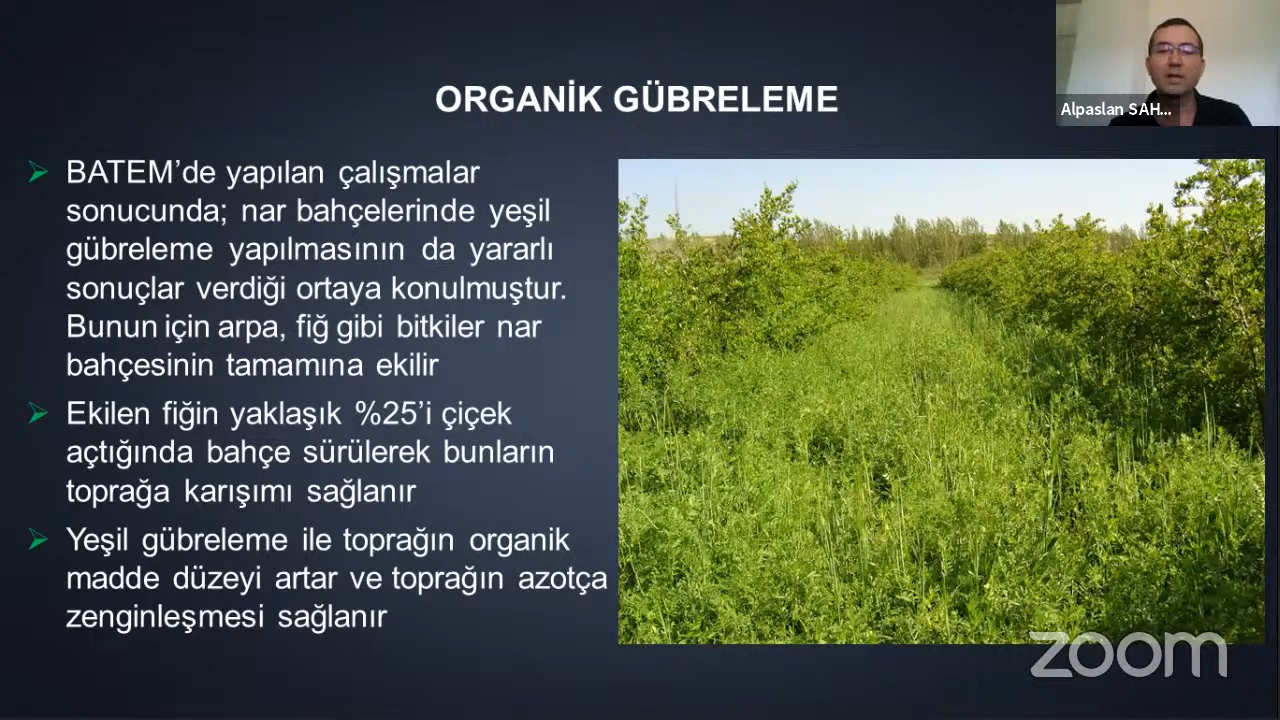 ORGANİK GÜBRELEME
Alpaslan SAH...
BATEM’de yapılan çalışmalar
sonucunda; nar bahçelerinde yeşil
gübreleme yapılmasının da yararlı
sonuçlar verdiği ortaya konulmuştur.
Bunun için arpa, fiğ gibi bitkiler nar
bahçesinin tamamına ekilir
Ekilen fiğin yaklaşık %25’i çiçek
açtığında bahçe sürülerek bunların
toprağa karışımı sağlanır
Yeşil gübreleme ile toprağın organik
madde düzeyi artar ve toprağın azotça
zenginleşmesi sağlanır
zoom